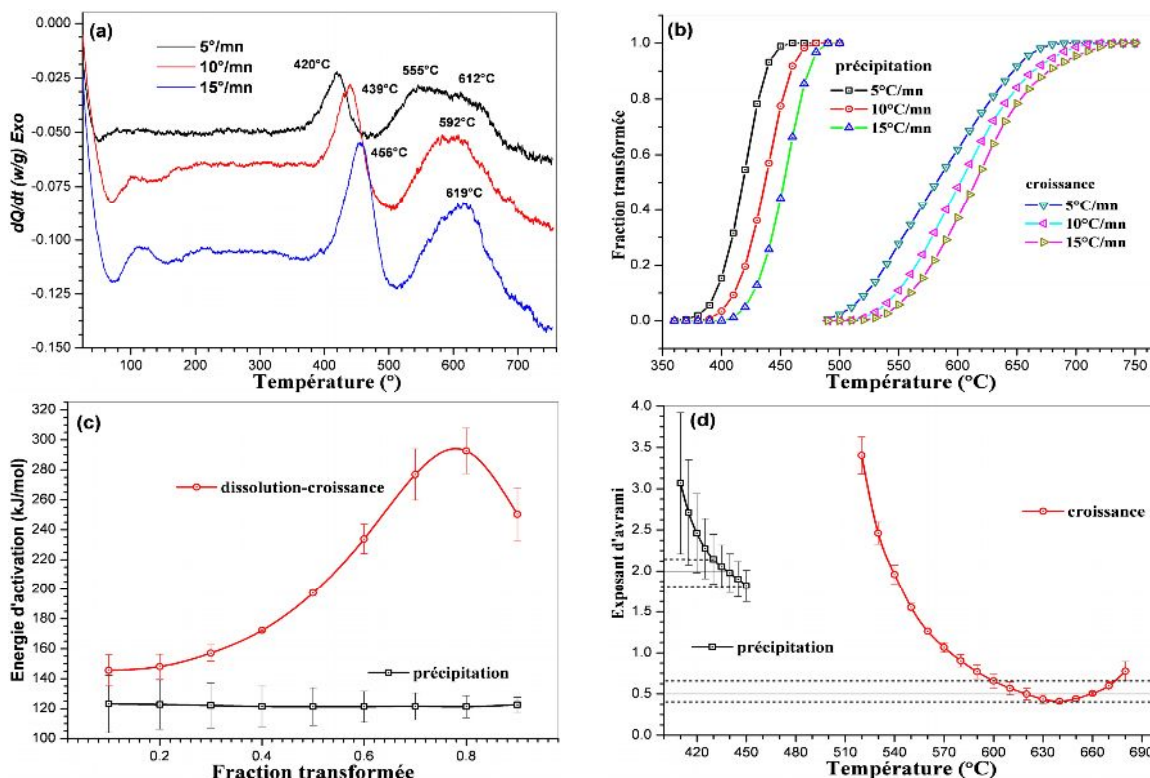 (a)
0.000
-0.025
-0.050
-0.075
-0.100
-0.125
-0.150
dQ/dt (w/g) Exo
5°/mn
10°/mn
15°/mn
420°C
439°C
456°C
555°C
612°C
592°C
619°C
100 200 300 400 500 600 700
Température (°)
(b)
1.0
0.8
0.6
0.4
0.2
0.0
Fraction transformée
précipitation
5°C/mn
10°C/mn
15°C/mn
croissance
5°C/mn
10°C/mn
15°C/mn
350 400 450 500 550 600 650 700 750
Température (°C)
(c)
320
300
280
260
240
220
200
180
160
140
120
100
Energie d'activation (kJ/mol)
dissolution-croissance
précipitation
0.2 0.4 0.6 0.8
Fraction transformée
(d)
4.0
3.5
3.0
2.5
2.0
1.5
1.0
0.5
0.0
Exposant d'avrami
croissance
précipitation
420 450 480 510 540 570 600 630 660 690
Température (°C)